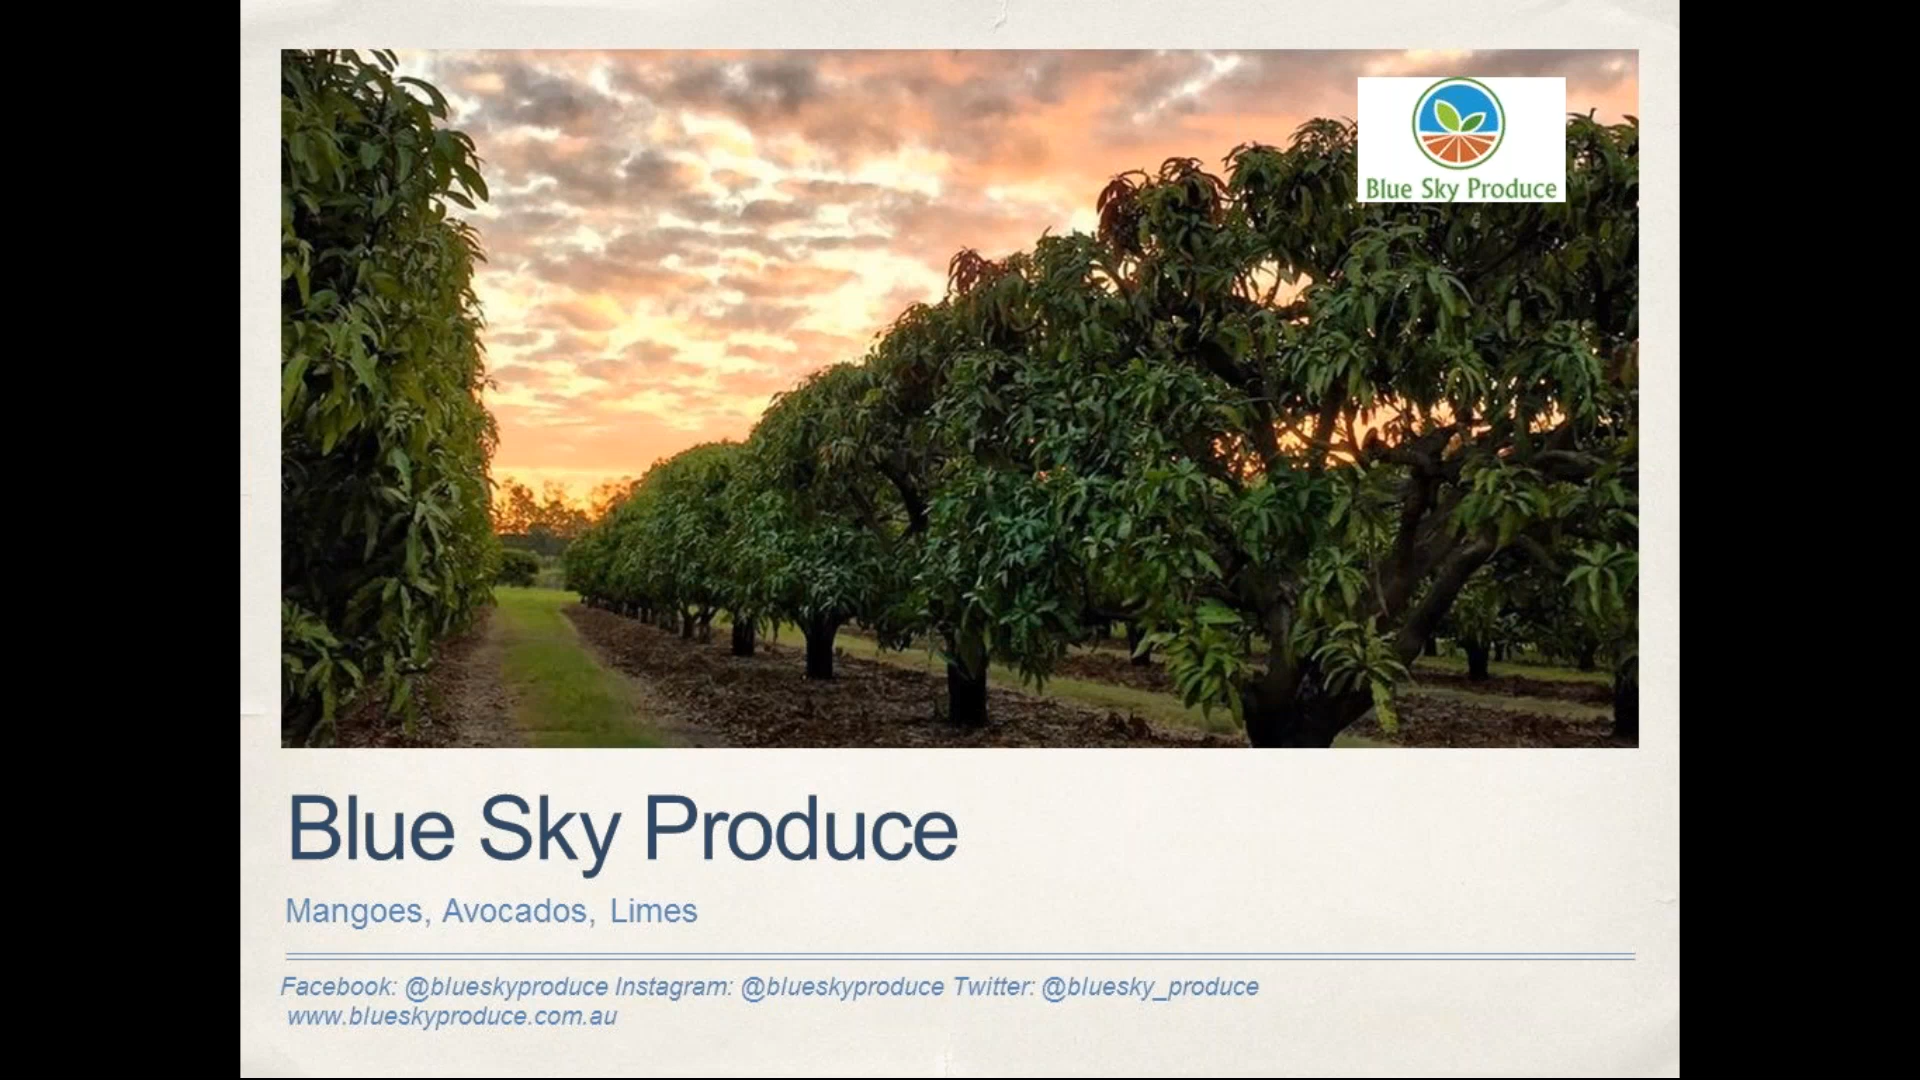 Blue Sky Produce
Blue Sky Produce
Mangoes, Avocados, Limes
Facebook: @blueskyproduce Instagram: @blueskyproduce Twitter: @bluesky_produce
www.blueskyproduce.com.au